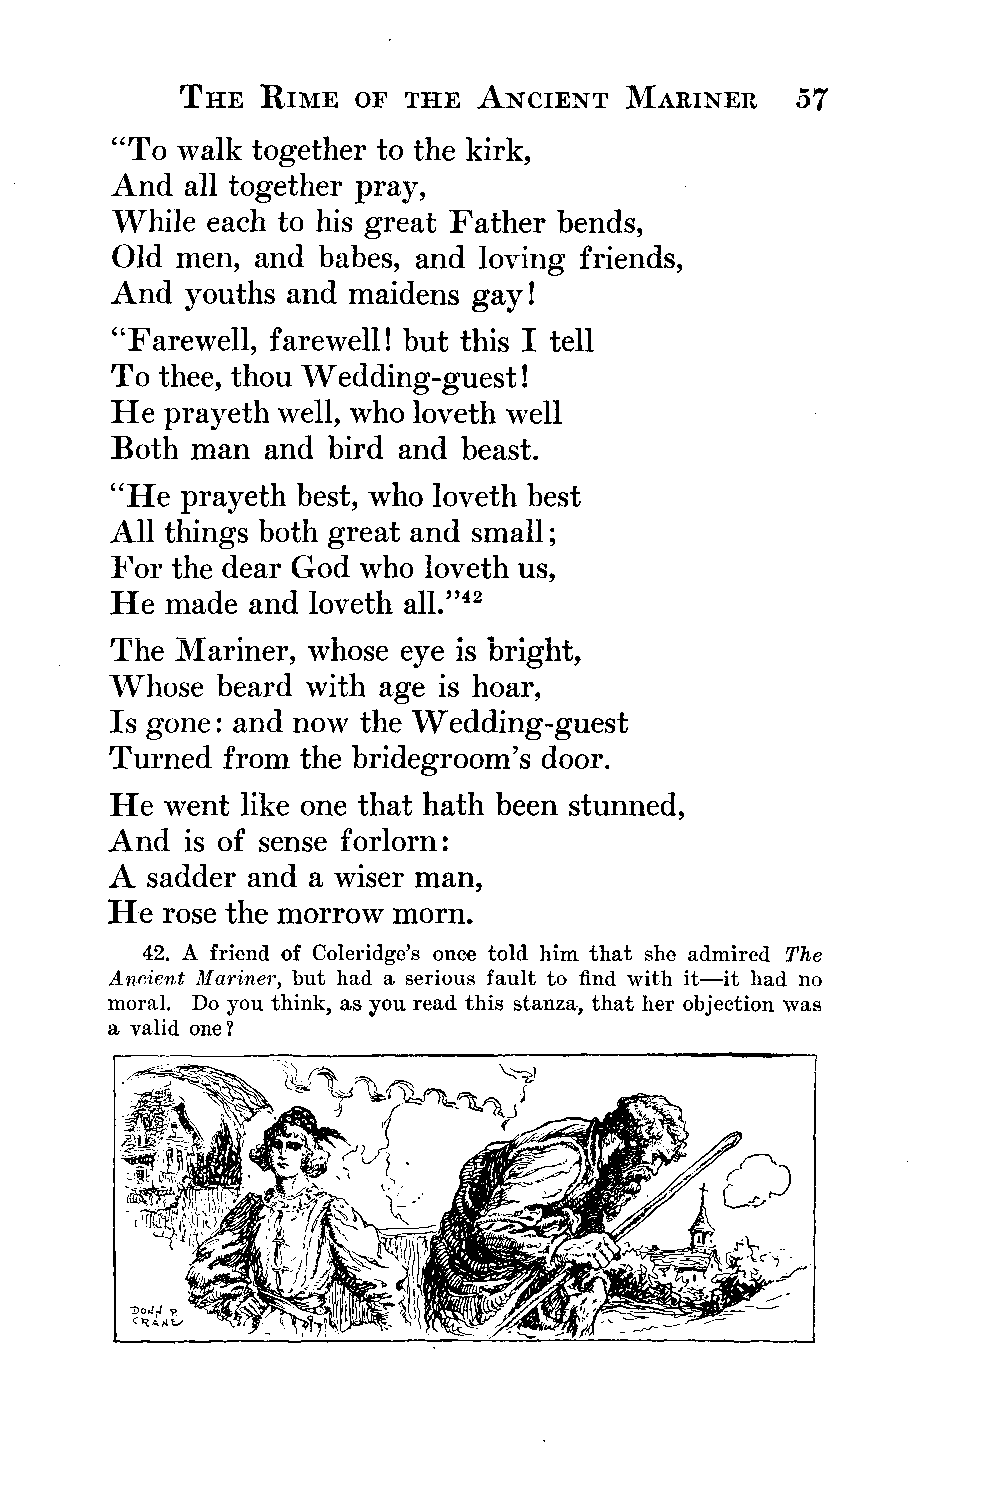 THE RIME OF THE ANCIENT MARINER 57
“To walk together to the kirk,
And all together pray,
While each to his great Father bends,
Old men, and babes, and loving friends,
And youths and maidens gay!
“Farewell, farewell! but this I tell
To thee, thou Wedding-guest!
He prayeth well, who loveth well
Both man and bird and beast.
“He prayeth best, who loveth best
All things both great and small;
For the dear God who loveth us,
He made and loveth all.”42
The Mariner, whose eye is bright,
Whose beard with age is hoar,
Is gone: and now the Wedding-guest
Turned from the bridegroom’s door.
He went like one that hath been stunned,
And is of sense forlorn:
A sadder and a wiser man,
He rose the morrow morn.
42. A friend of Coleridge’s once told him that she admired The
Ancient Mariner, but had a serious fault to find with it—it had no
moral. Do you think, as you read this stanza, that her objection was
a valid one?
DONN P.
CRANE